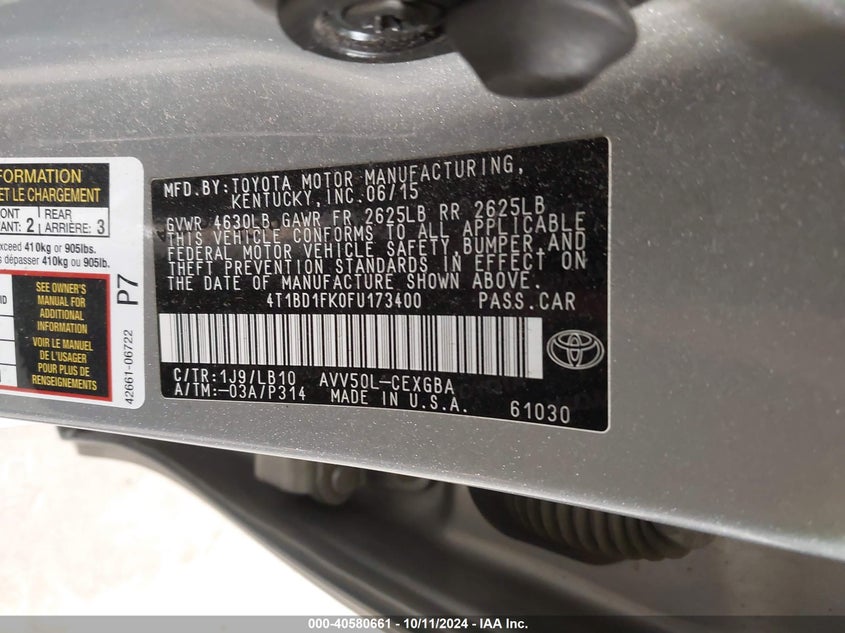 FORMATION
ET LE CHARGEMENT
ONT
ANT: 2
REAR
ARRIÈRE: 3
exceed 410kg or 905lbs.
s dépasser 410kg ou 905lb.
SEE OWNER'S
MANUAL FOR
ADDITIONAL
INFORMATION
VOIR LE MANUEL
DE L'USAGER
POUR PLUS DE
RENSEIGNEMENTS
P7
42661-06722
MFD.BY:TOYOTA MOTOR MANUFACTURING,
KENTUCKY,INC.06/15
GVWR 4630LB GAWR FR 2625LB RR 2625LB
THIS VEHICLE CONFORMS TO ALL APPLICABLE
FEDERAL MOTOR VEHICLE SAFETY, BUMPER,AND
THEFT PREVENTION STANDARDS IN EFFECT ON
THE DATE OF MANUFACTURE SHOWN ABOVE.
4T1BD1FK0FU173400 PASS.CAR
C/TR:1J9/LB10 AVV50L-CEXGBA
A/TM:-03A/P314 MADE IN U.S.A. 61030
000-40580661 - 10/11/2024 - IAA Inc.